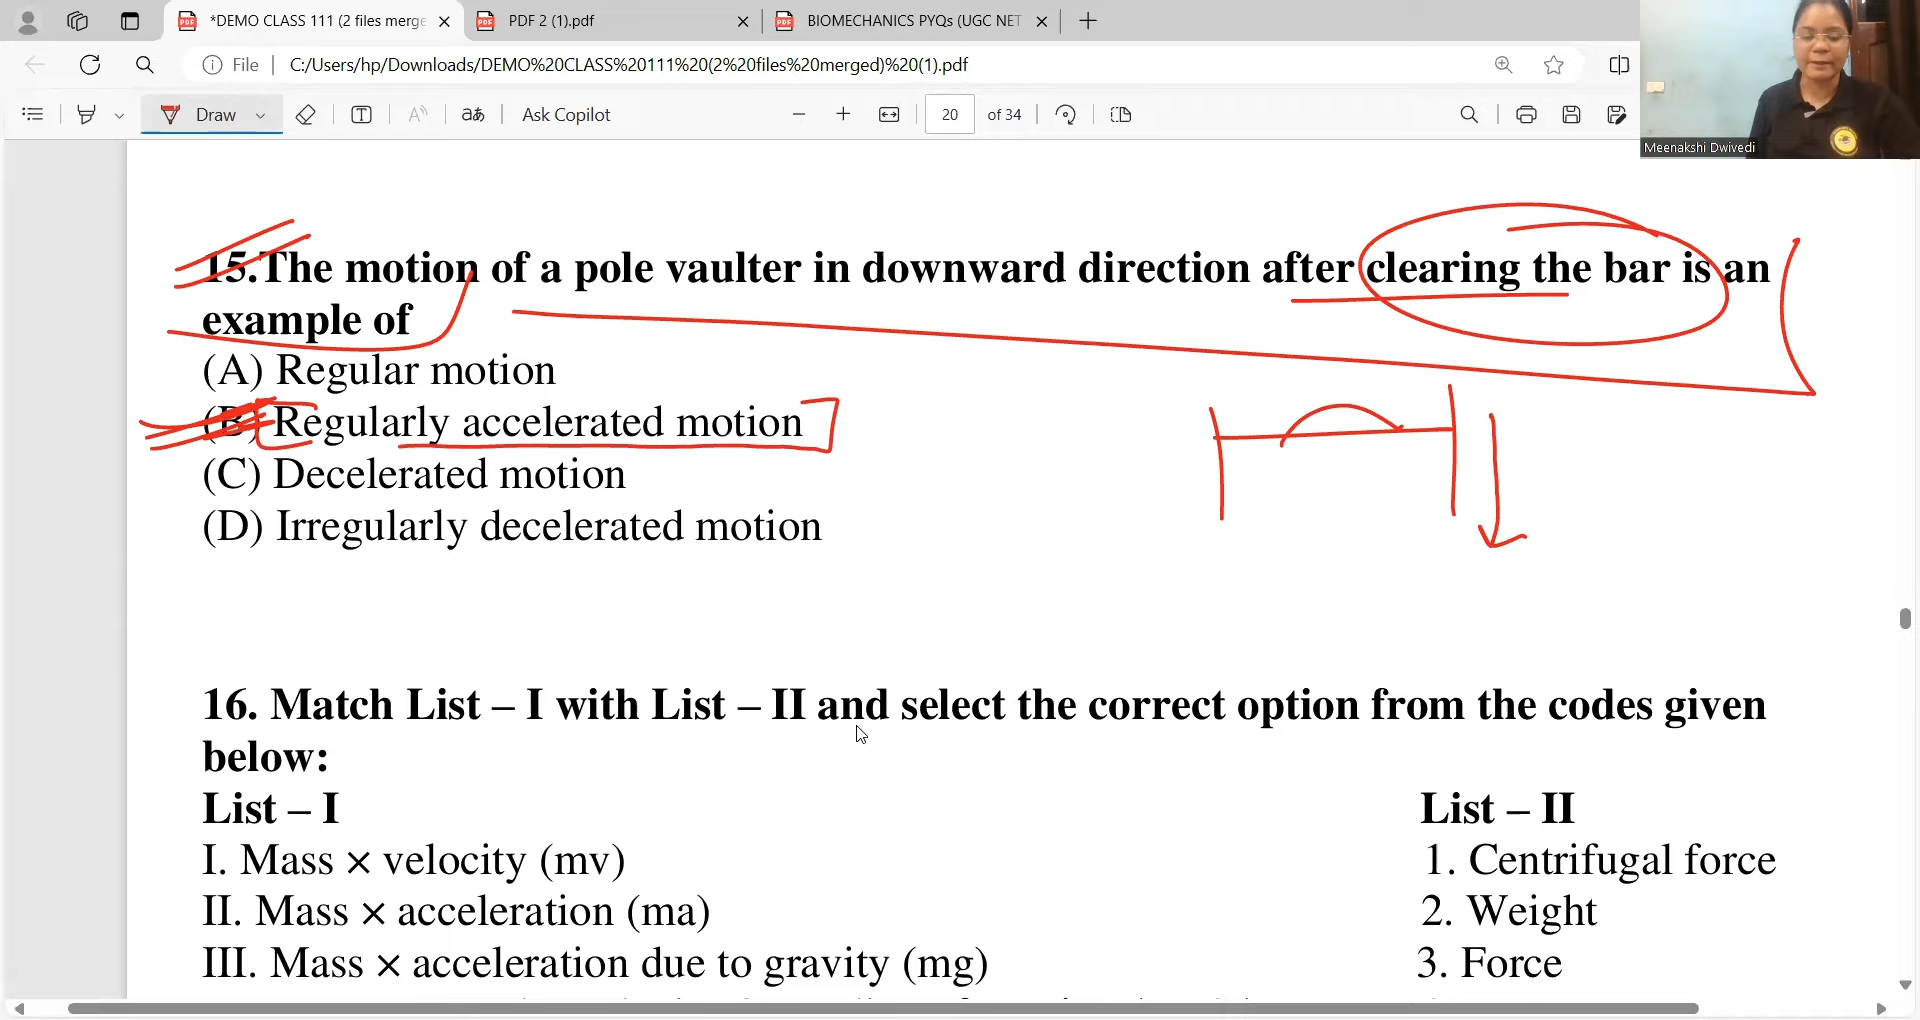 *DEMO CLASS 111 (2 files merge
PDF 2 (1).pdf
BIOMECHANICS PYQs (UGC NET
File
C:/Users/hp/Downloads/DEMO%20CLASS%20111%20(2%20files%20merged)%20(1).pdf
Draw
T
aあ
Ask Copilot
20 of 34
Meenakshi Dwivedi
15.The motion of a pole vaulter in downward direction after clearing the bar is an
example of
(A) Regular motion
(B) Regularly accelerated motion
(C) Decelerated motion
(D) Irregularly decelerated motion
16. Match List – I with List – II and select the correct option from the codes given
below:
List – I List – II
I. Mass × velocity (mv) 1. Centrifugal force
II. Mass × acceleration (ma) 2. Weight
III. Mass × acceleration due to gravity (mg) 3. Force